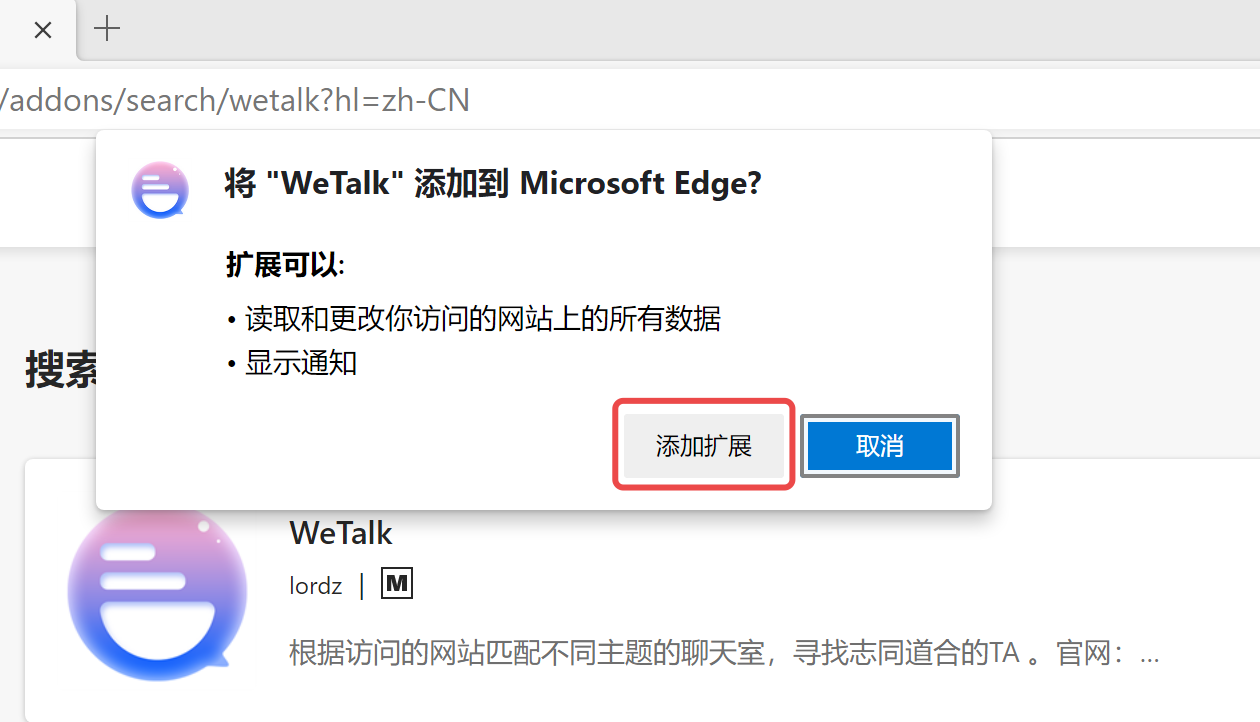 /addons/search/wetalk?hl=zh-CN
将 "WeTalk" 添加到 Microsoft Edge?
扩展可以:
• 读取和更改你访问的网站上的所有数据
• 显示通知
添加扩展
取消
搜索
WeTalk
lordz | M
根据访问的网站匹配不同主题的聊天室，寻找志同道合的TA 。官网：...